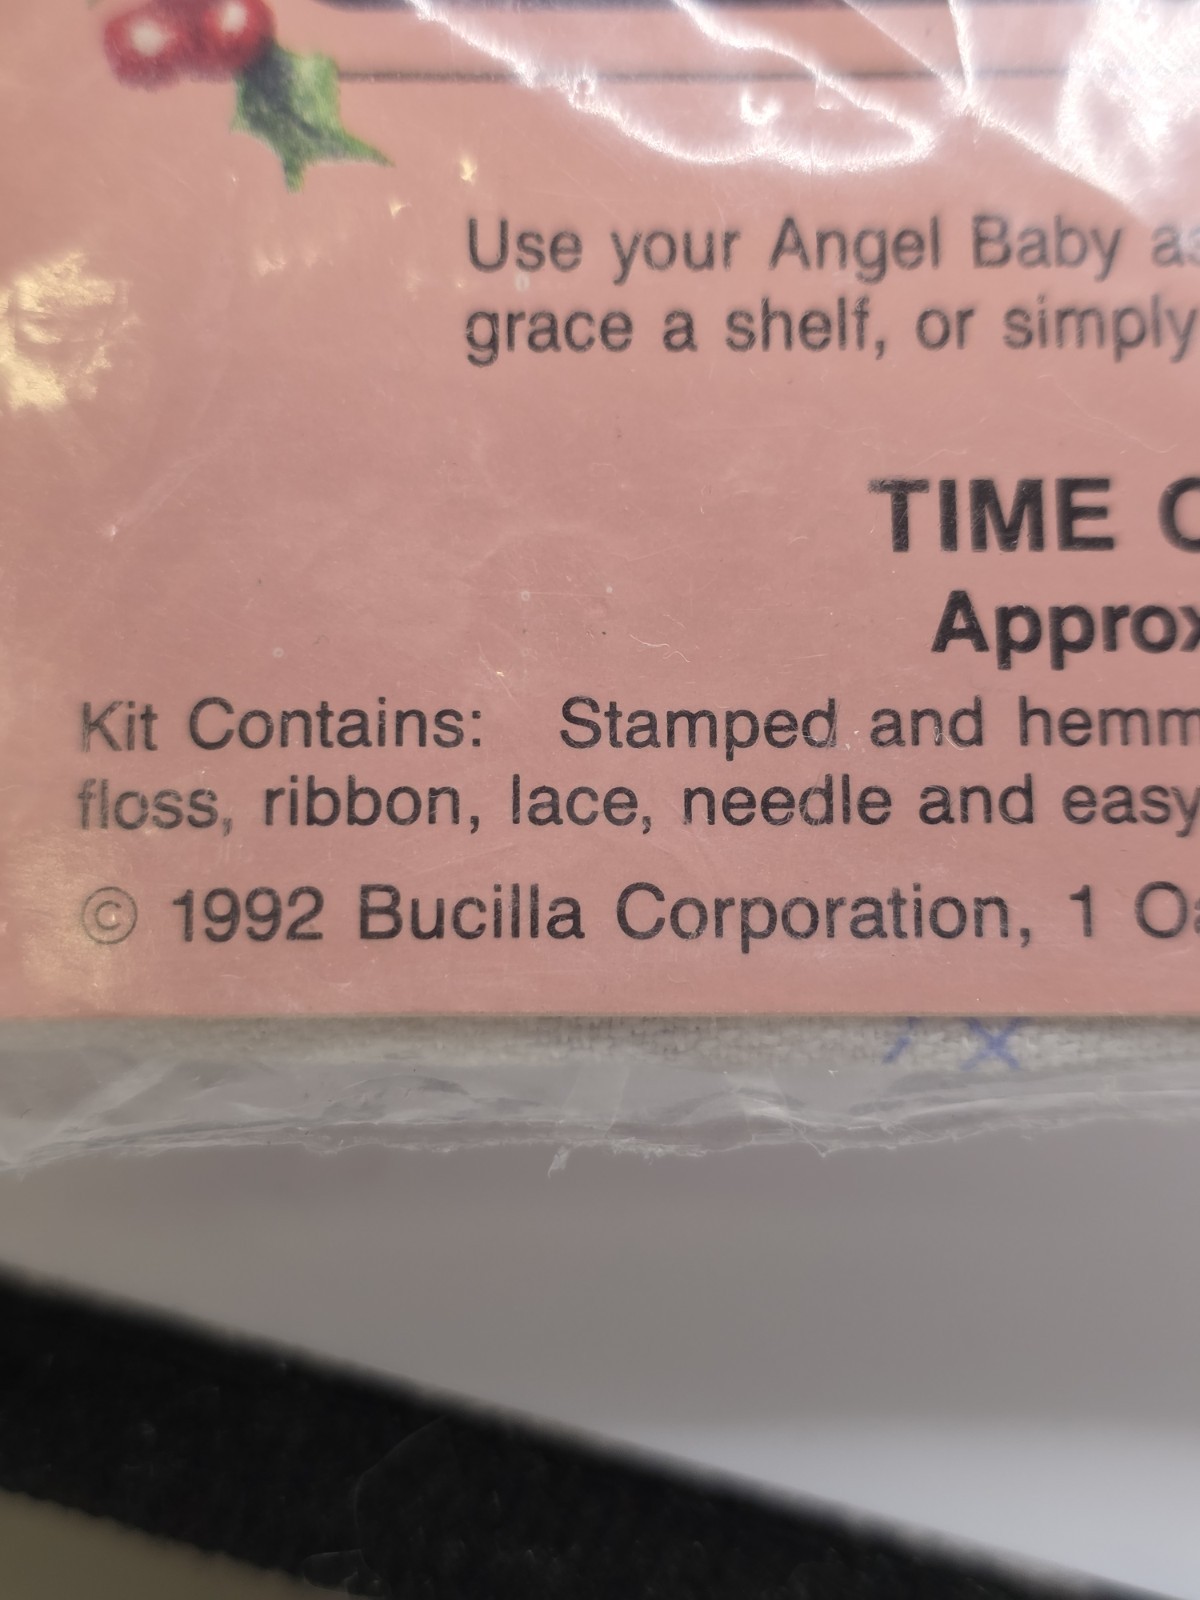 Use your Angel Baby as
grace a shelf, or simply
TIME
Approx
Kit Contains: Stamped and hemm
floss, ribbon, lace, needle and easy
© 1992 Bucilla Corporation, 1